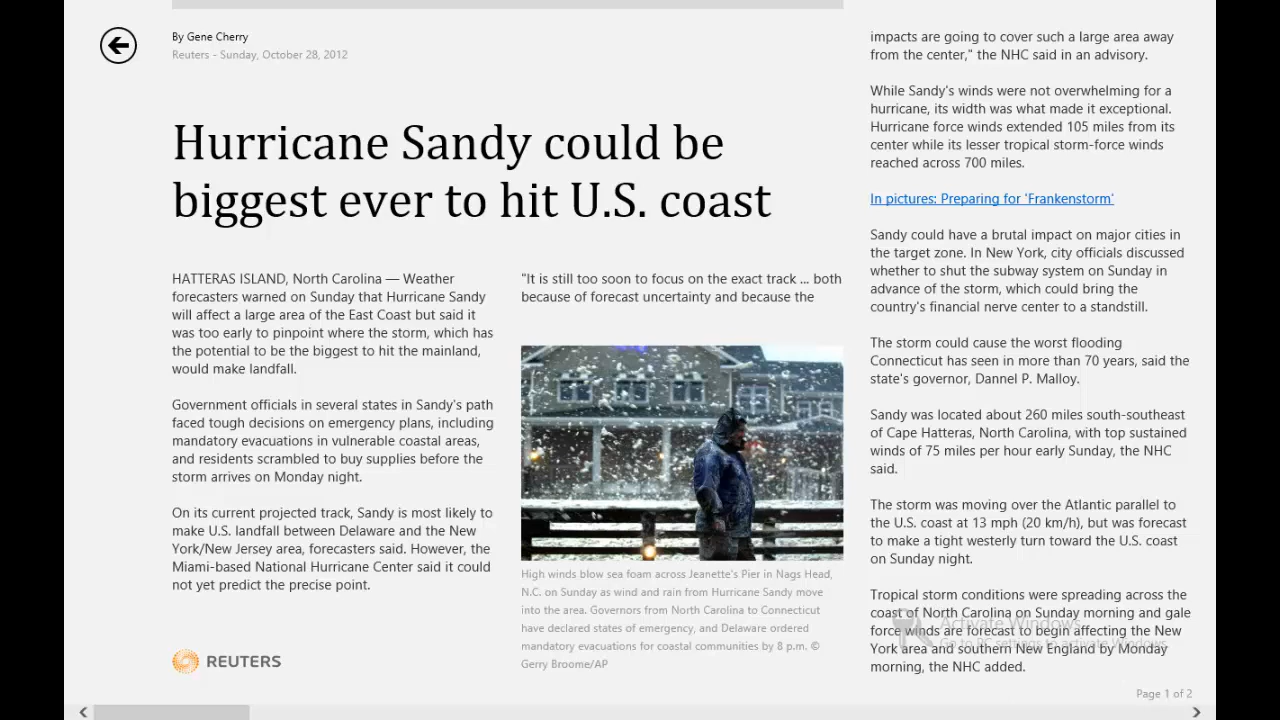 By Gene Cherry
Reuters - Sunday, October 28, 2012
Hurricane Sandy could be
biggest ever to hit U.S. coast
HATTERAS ISLAND, North Carolina — Weather
forecasters warned on Sunday that Hurricane Sandy
will affect a large area of the East Coast but said it
was too early to pinpoint where the storm, which has
the potential to be the biggest to hit the mainland,
would make landfall.
Government officials in several states in Sandy's path
faced tough decisions on emergency plans, including
mandatory evacuations in vulnerable coastal areas,
and residents scrambled to buy supplies before the
storm arrives on Monday night.
On its current projected track, Sandy is most likely to
make U.S. landfall between Delaware and the New
York/New Jersey area, forecasters said. However, the
Miami-based National Hurricane Center said it could
not yet predict the precise point.
REUTERS
"It is still too soon to focus on the exact track ... both
because of forecast uncertainty and because the
High winds blow sea foam across Jeanette's Pier in Nags Head,
N.C. on Sunday as wind and rain from Hurricane Sandy move
into the area. Governors from North Carolina to Connecticut
have declared states of emergency, and Delaware ordered
mandatory evacuations for coastal communities by 8 p.m. ©
Gerry Broome/AP
impacts are going to cover such a large area away
from the center," the NHC said in an advisory.
While Sandy's winds were not overwhelming for a
hurricane, its width was what made it exceptional.
Hurricane force winds extended 105 miles from its
center while its lesser tropical storm-force winds
reached across 700 miles.
In pictures: Preparing for 'Frankenstorm'
Sandy could have a brutal impact on major cities in
the target zone. In New York, city officials discussed
whether to shut the subway system on Sunday in
advance of the storm, which could bring the
country's financial nerve center to a standstill.
The storm could cause the worst flooding
Connecticut has seen in more than 70 years, said the
state's governor, Dannel P. Malloy.
Sandy was located about 260 miles south-southeast
of Cape Hatteras, North Carolina, with top sustained
winds of 75 miles per hour early Sunday, the NHC
said.
The storm was moving over the Atlantic parallel to
the U.S. coast at 13 mph (20 km/h), but was forecast
to make a tight westerly turn toward the U.S. coast
on Sunday night.
Tropical storm conditions were spreading across the
coast of North Carolina on Sunday morning and gale
force winds are forecast to begin affecting the New
York area and southern New England by Monday
morning, the NHC added.
Activate Windows
Go to PC settings to activate Windows.
Page 1 of 2